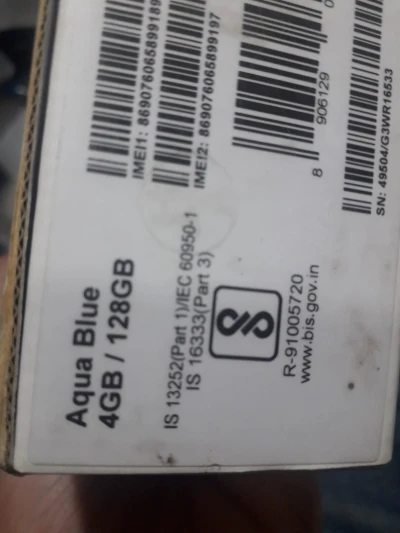 Aqua Blue
4GB / 128GB
IMEI1: 869076065899189
IMEI2: 869076065899197
8 906129
SN: 49504/G3WR16533
IS 13252(Part 1)/IEC 60950-1
IS 16333(Part 3)
R-91005720
www.bis.gov.in